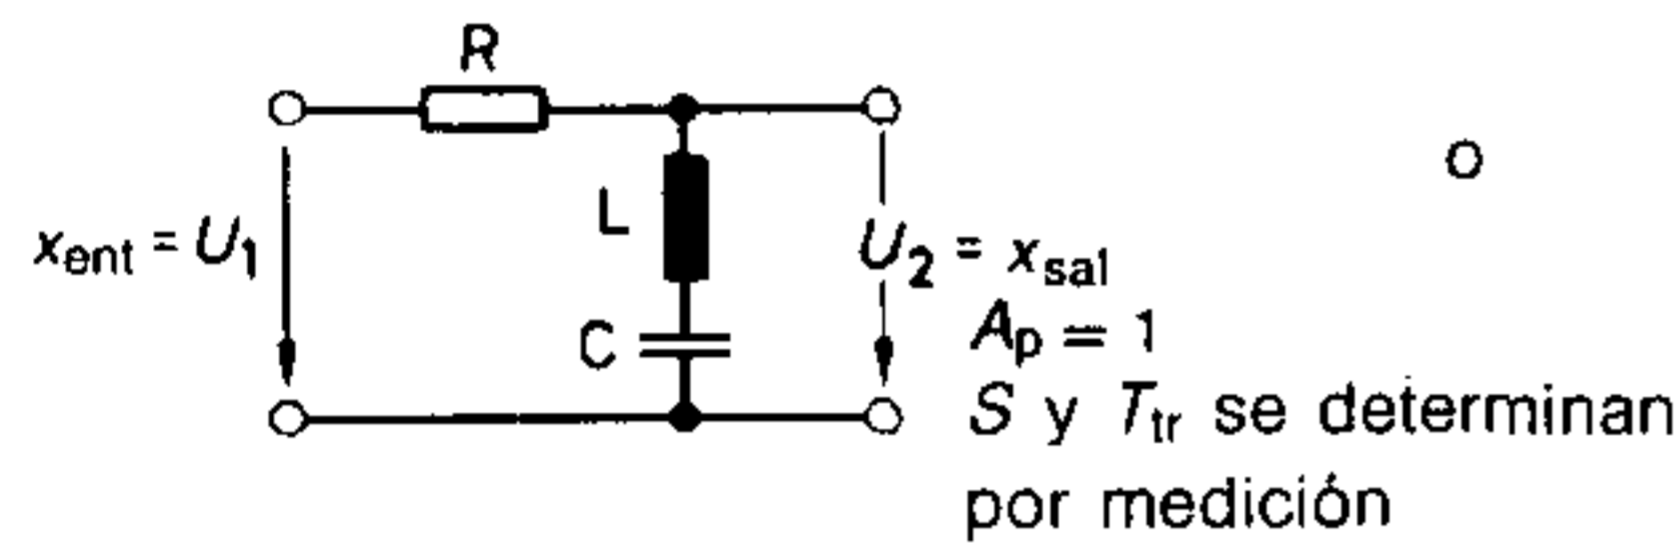 R
o
L
x_ent = U_1
U_2 = x_sal
C
A_p = 1
S y T_tr se determinan
por medición